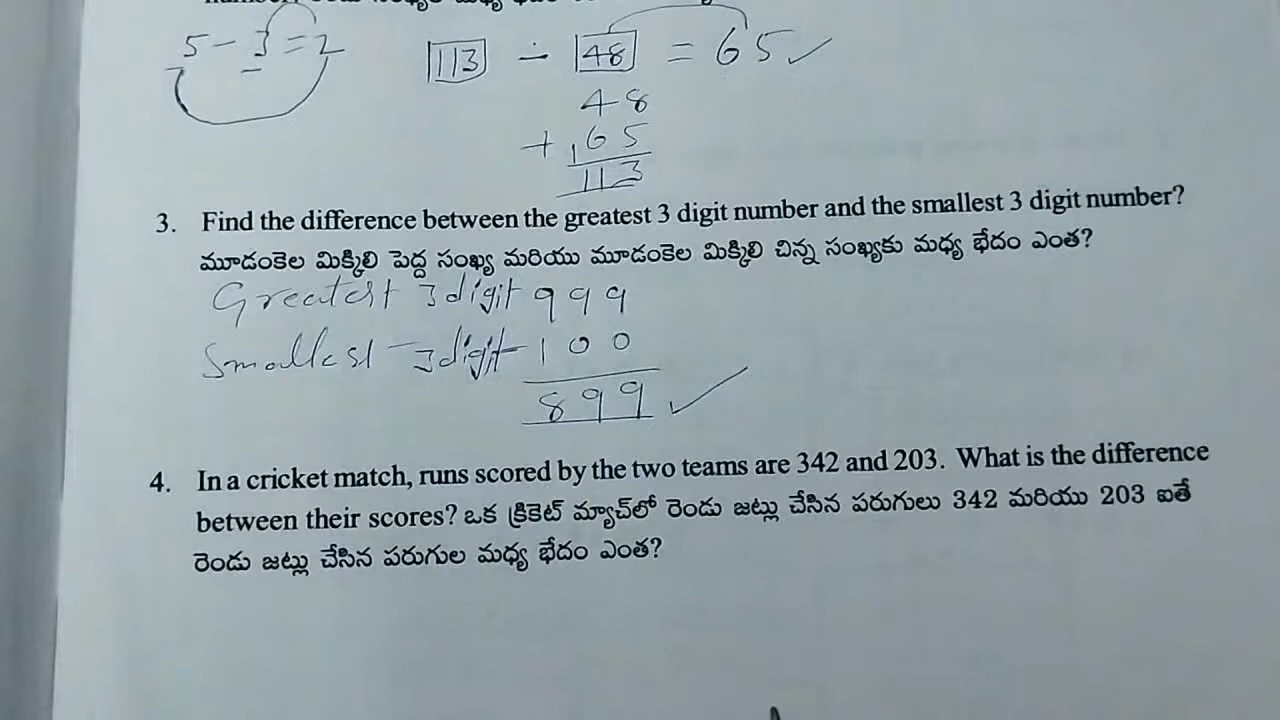 5 - 3 = 2
113 ÷ 48 = 65 ✓
48
+ 65
1
113
3. Find the difference between the greatest 3 digit number and the smallest 3 digit number?
మూడంకెల మిక్కిలి పెద్ద సంఖ్య మరియు మూడంకెల మిక్కిలి చిన్న సంఖ్యకు మధ్య భేదం ఎంత?
Greatest 3 digit 999
Smallest - 3 digit - 100
899 ✓
4. In a cricket match, runs scored by the two teams are 342 and 203. What is the difference
between their scores? ఒక క్రికెట్ మ్యాచ్‌లో రెండు జట్లు చేసిన పరుగులు 342 మరియు 203 ఐతే
రెండు జట్లు చేసిన పరుగుల మధ్య భేదం ఎంత?